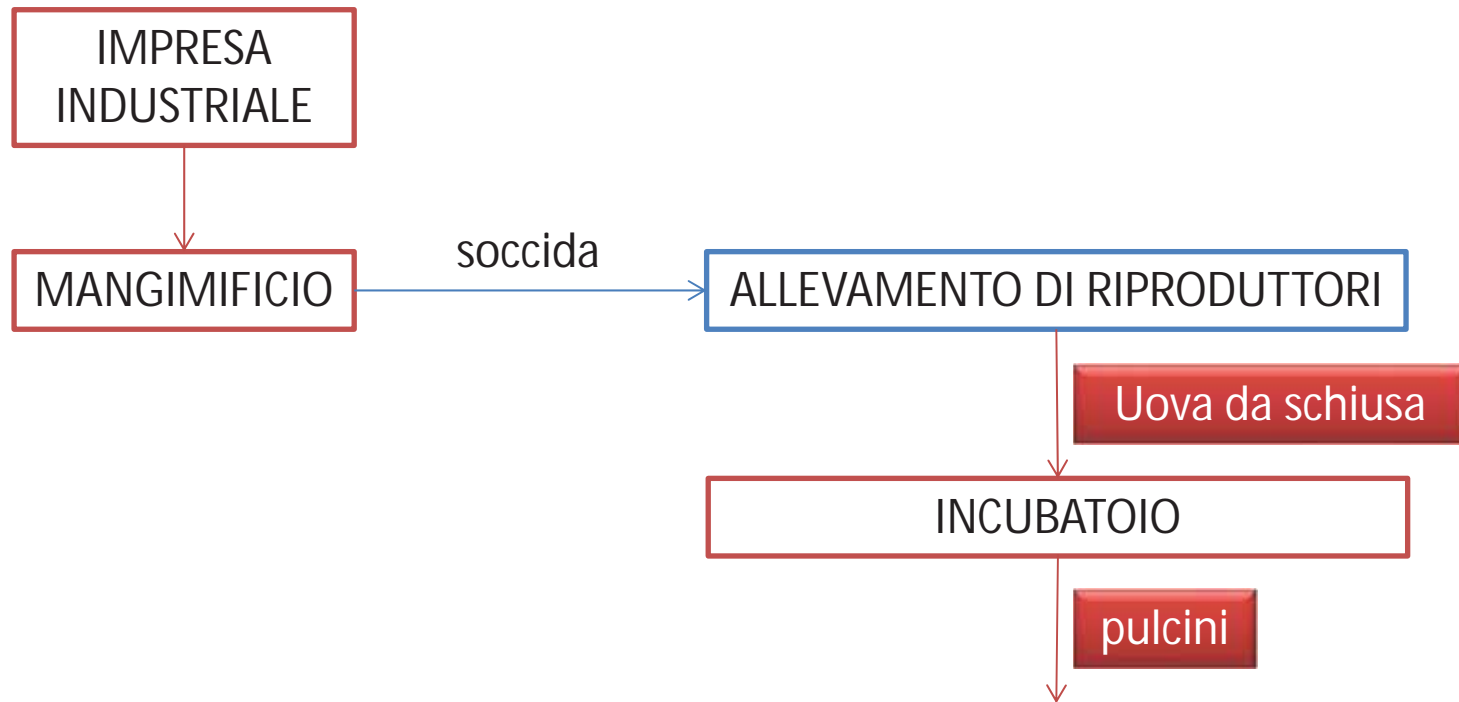 IMPRESA
INDUSTRIALE
MANGIMIFICIO
soccida
ALLEVAMENTO DI RIPRODUTTORI
Uova da schiusa
INCUBATOIO
pulcini